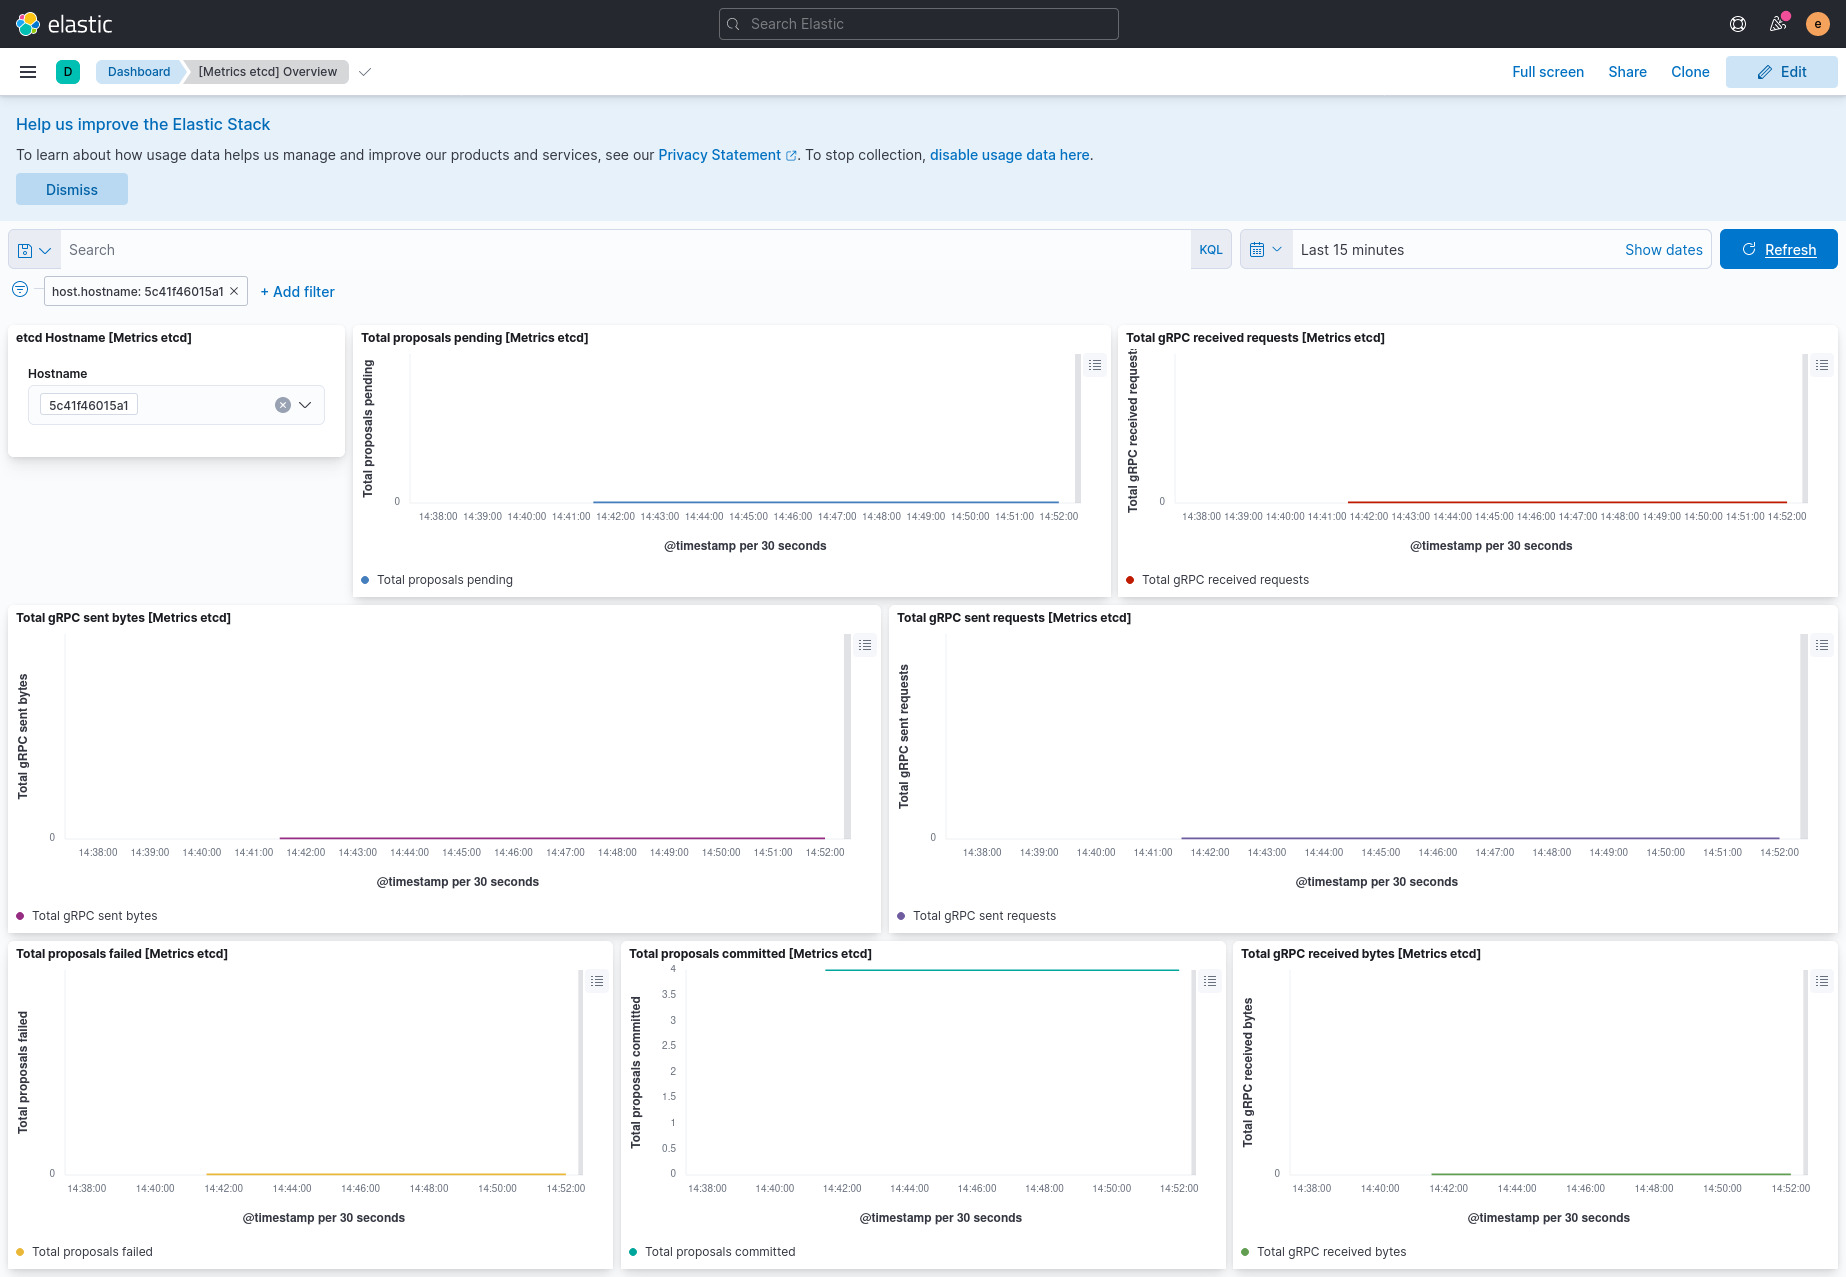 elastic
Search Elastic
e
D
Dashboard
[Metrics etcd] Overview
Full screen
Share
Clone
Edit
Help us improve the Elastic Stack
To learn about how usage data helps us manage and improve our products and services, see our Privacy Statement. To stop collection, disable usage data here.
Dismiss
Search
KQL
Last 15 minutes
Show dates
Refresh
host.hostname: 5c41f46015a1
+ Add filter
etcd Hostname [Metrics etcd]
Hostname
5c41f46015a1
Total proposals pending [Metrics etcd]
Total proposals pending
0
14:38:00 14:39:00 14:40:00 14:41:00 14:42:00 14:43:00 14:44:00 14:45:00 14:46:00 14:47:00 14:48:00 14:49:00 14:50:00 14:51:00 14:52:00
@timestamp per 30 seconds
Total proposals pending
Total gRPC received requests [Metrics etcd]
Total gRPC received requests
0
14:38:00 14:39:00 14:40:00 14:41:00 14:42:00 14:43:00 14:44:00 14:45:00 14:46:00 14:47:00 14:48:00 14:49:00 14:50:00 14:51:00 14:52:00
@timestamp per 30 seconds
Total gRPC received requests
Total gRPC sent bytes [Metrics etcd]
Total gRPC sent bytes
0
14:38:00 14:39:00 14:40:00 14:41:00 14:42:00 14:43:00 14:44:00 14:45:00 14:46:00 14:47:00 14:48:00 14:49:00 14:50:00 14:51:00 14:52:00
@timestamp per 30 seconds
Total gRPC sent bytes
Total gRPC sent requests [Metrics etcd]
Total gRPC sent requests
0
14:38:00 14:39:00 14:40:00 14:41:00 14:42:00 14:43:00 14:44:00 14:45:00 14:46:00 14:47:00 14:48:00 14:49:00 14:50:00 14:51:00 14:52:00
@timestamp per 30 seconds
Total gRPC sent requests
Total proposals failed [Metrics etcd]
Total proposals failed
0
14:38:00 14:40:00 14:42:00 14:44:00 14:46:00 14:48:00 14:50:00 14:52:00
@timestamp per 30 seconds
Total proposals failed
Total proposals committed [Metrics etcd]
Total proposals committed
4
3.5
3
2.5
2
1.5
1
0.5
0
14:38:00 14:40:00 14:42:00 14:44:00 14:46:00 14:48:00 14:50:00 14:52:00
@timestamp per 30 seconds
Total proposals committed
Total gRPC received bytes [Metrics etcd]
Total gRPC received bytes
0
14:38:00 14:40:00 14:42:00 14:44:00 14:46:00 14:48:00 14:50:00 14:52:00
@timestamp per 30 seconds
Total gRPC received bytes